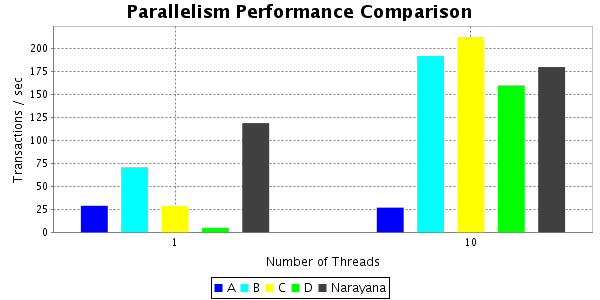 Parallelism Performance Comparison
Transactions / sec
200
175
150
125
100
75
50
25
0
1
10
Number of Threads
A B C D Narayana